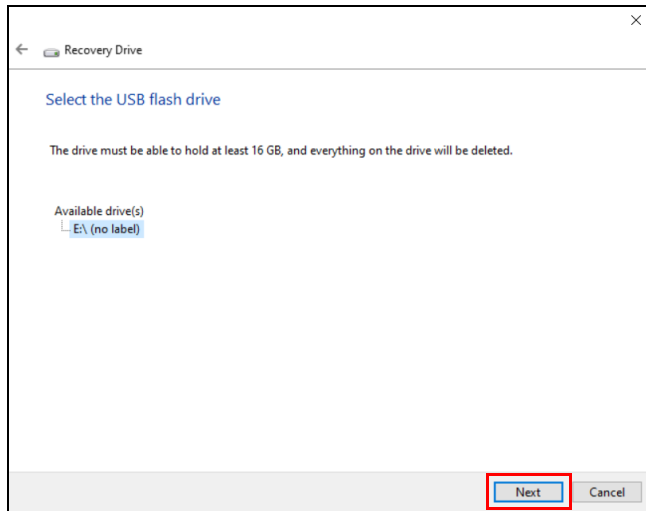 Recovery Drive
Select the USB flash drive
The drive must be able to hold at least 16 GB, and everything on the drive will be deleted.
Available drive(s)
E:\ (no label)
Next Cancel